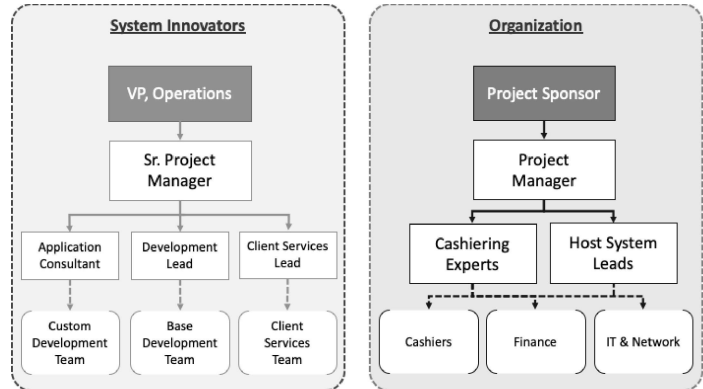 System Innovators
VP, Operations
Sr. Project
Manager
Application
Consultant
Development
Lead
Client Services
Lead
Custom
Development
Team
Base
Development
Team
Client
Services
Team
Organization
Project Sponsor
Project
Manager
Cashiering
Experts
Host System
Leads
Cashiers
Finance
IT & Network